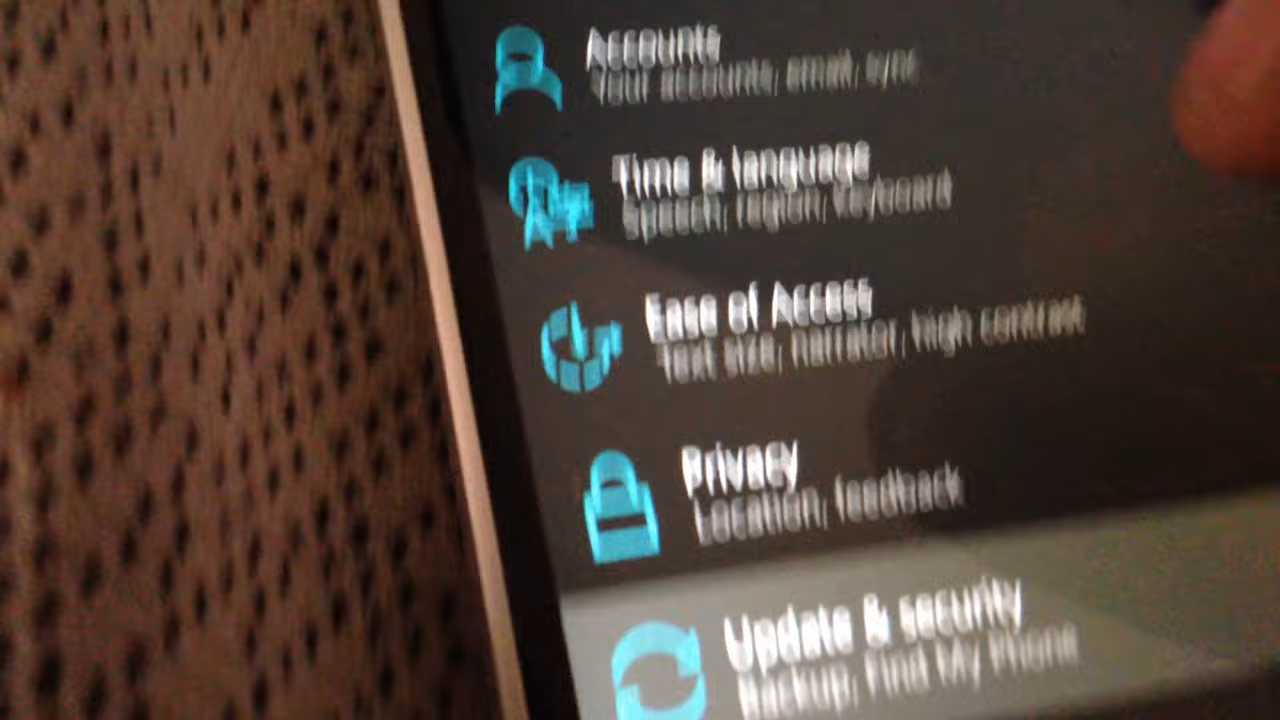 Accounts
Your accounts, email, sync
Time & language
Speech, region, keyboard
Ease of Access
Text size, narrator, high contrast
Privacy
Location, feedback
Update & security
Backup, Find My Phone